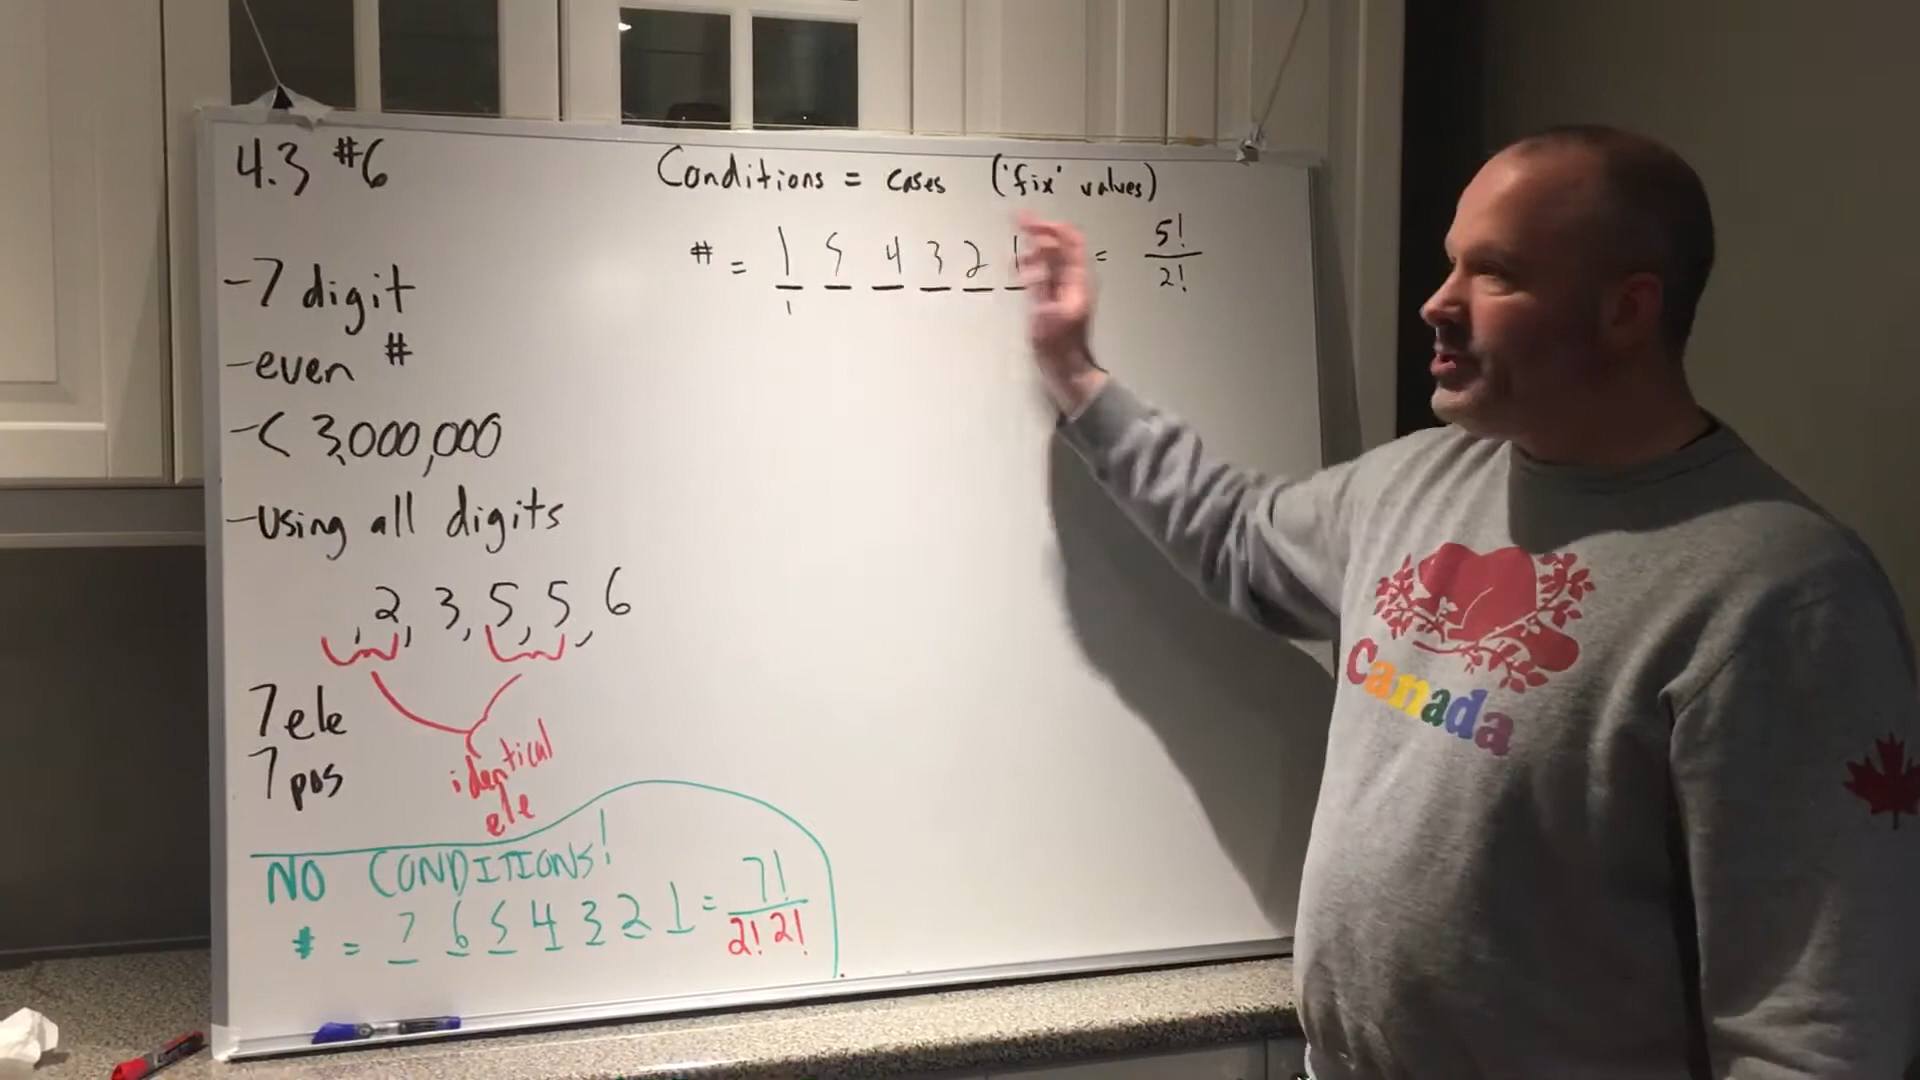 4.3 #6
-7 digit
-even #
-< 3,000,000
-using all digits
, 2, 3, 5, 5, 6
7 ele
7 pos
identical
ele
NO CONDITIONS!
# = 7 6 5 4 3 2 1 = 7!
2! 2!
Conditions = cases ('fix' values)
# = 1 5 4 3 2 1 = 5!
1
2!
Canada